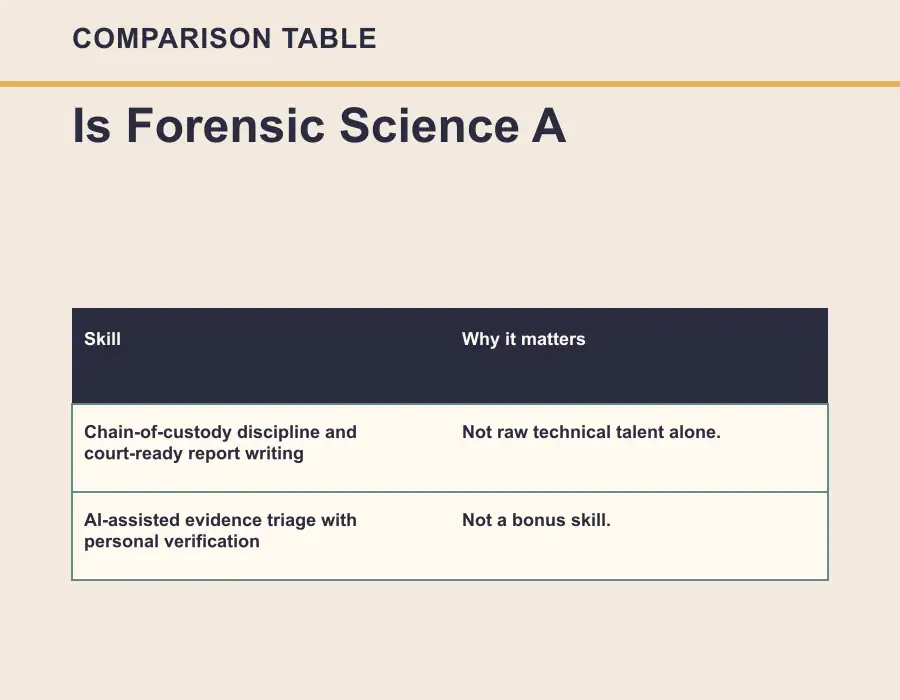 COMPARISON TABLE
Is Forensic Science A
Skill
Why it matters
Chain-of-custody discipline and
court-ready report writing
Not raw technical talent alone.
AI-assisted evidence triage with
personal verification
Not a bonus skill.